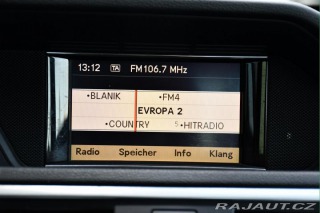 13:12 TA FM106.7 MHz
•BLANIK •FM4
EVROPA 2
•COUNTRY S•HITRADIO
Radio Speicher Info Klang
RAJAUT.CZ